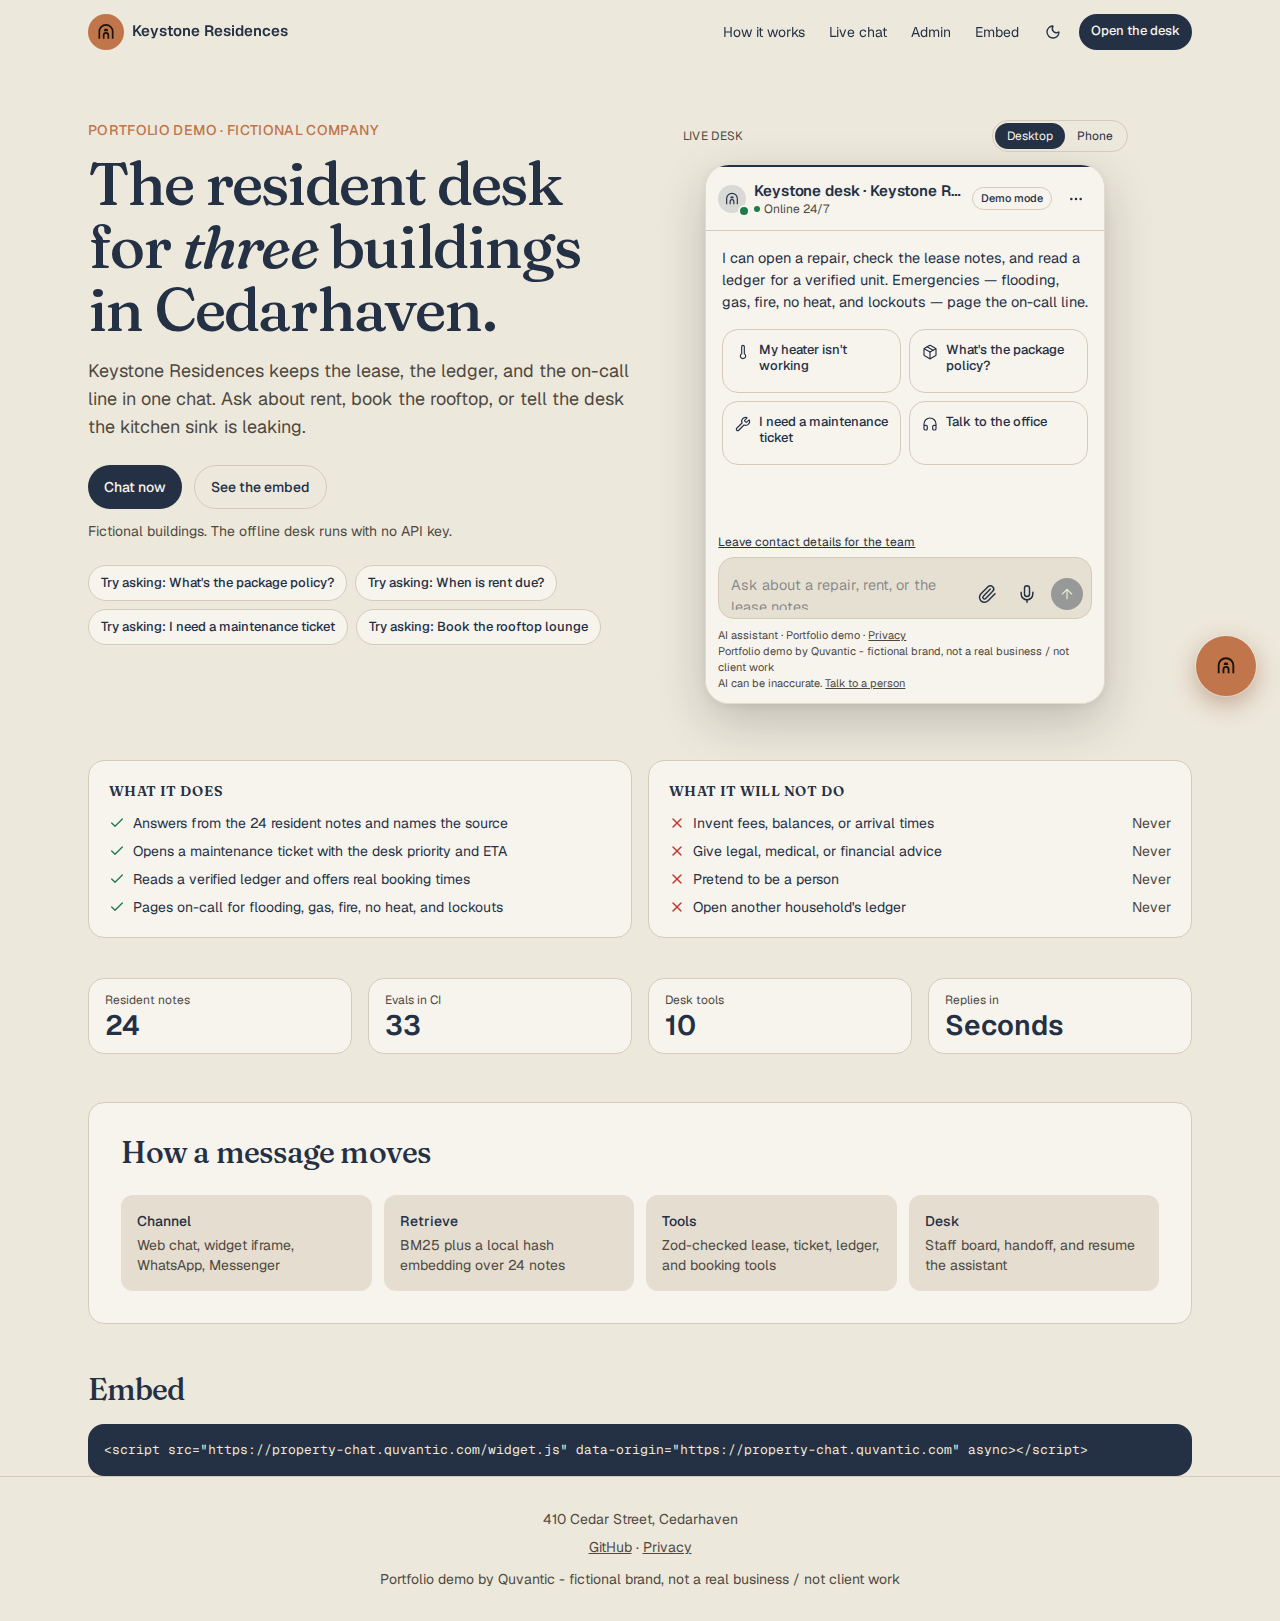 Keystone Residences
How it works
Live chat
Admin
Embed
Open the desk
PORTFOLIO DEMO · FICTIONAL COMPANY
The resident desk
for three buildings
in Cedarhaven.
Keystone Residences keeps the lease, the ledger, and the on-call
line in one chat. Ask about rent, book the rooftop, or tell the desk
the kitchen sink is leaking.
Chat now
See the embed
Fictional buildings. The offline desk runs with no API key.
Try asking: What's the package policy?
Try asking: When is rent due?
Try asking: I need a maintenance ticket
Try asking: Book the rooftop lounge
LIVE DESK
Desktop
Phone
Keystone desk · Keystone R...
Online 24/7
Demo mode
I can open a repair, check the lease notes, and read a
ledger for a verified unit. Emergencies — flooding,
gas, fire, no heat, and lockouts — page the on-call line.
My heater isn't
working
What's the package
policy?
I need a maintenance
ticket
Talk to the office
Leave contact details for the team
Ask about a repair, rent, or the
lease notes
AI assistant · Portfolio demo · Privacy
Portfolio demo by Quvantic - fictional brand, not a real business / not
client work
AI can be inaccurate. Talk to a person
WHAT IT DOES
Answers from the 24 resident notes and names the source
Opens a maintenance ticket with the desk priority and ETA
Reads a verified ledger and offers real booking times
Pages on-call for flooding, gas, fire, no heat, and lockouts
WHAT IT WILL NOT DO
Invent fees, balances, or arrival times Never
Give legal, medical, or financial advice Never
Pretend to be a person Never
Open another household's ledger Never
Resident notes
24
Evals in CI
33
Desk tools
10
Replies in
Seconds
How a message moves
Channel
Web chat, widget iframe,
WhatsApp, Messenger
Retrieve
BM25 plus a local hash
embedding over 24 notes
Tools
Zod-checked lease, ticket, ledger,
and booking tools
Desk
Staff board, handoff, and resume
the assistant
Embed
<script src="https://property-chat.quvantic.com/widget.js" data-origin="https://property-chat.quvantic.com" async></script>
410 Cedar Street, Cedarhaven
GitHub · Privacy
Portfolio demo by Quvantic - fictional brand, not a real business / not client work